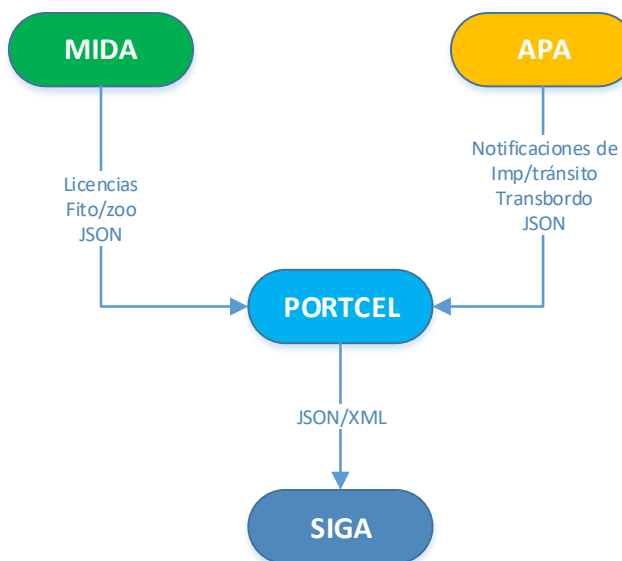 MIDA
APA
Licencias
Fito/zoo
JSON
Notificaciones de
Imp/tránsito
Transbordo
JSON
PORTCEL
JSON/XML
SIGA